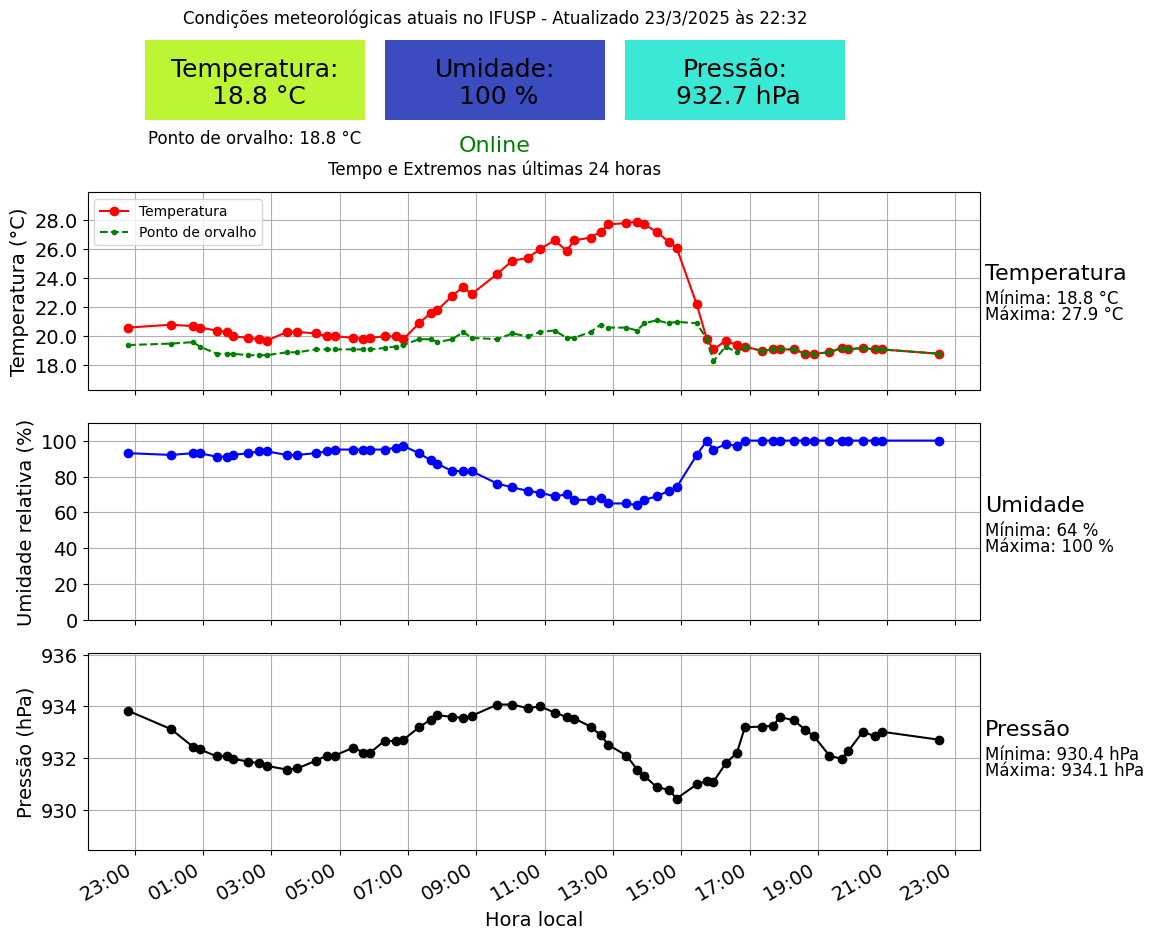 Condições meteorológicas atuais no IFUSP - Atualizado 23/3/2025 às 22:32
Temperatura:
18.8 °C
Umidade:
100 %
Pressão:
932.7 hPa
Ponto de orvalho: 18.8 °C
Online
Tempo e Extremos nas últimas 24 horas
Temperatura (°C)
28.0
26.0
24.0
22.0
20.0
18.0
Temperatura
Ponto de orvalho
Temperatura
Mínima: 18.8 °C
Máxima: 27.9 °C
Umidade relativa (%)
100
80
60
40
20
0
Umidade
Mínima: 64 %
Máxima: 100 %
Pressão (hPa)
936
934
932
930
Pressão
Mínima: 930.4 hPa
Máxima: 934.1 hPa
23:00 01:00 03:00 05:00 07:00 09:00 11:00 13:00 15:00 17:00 19:00 21:00 23:00
Hora local